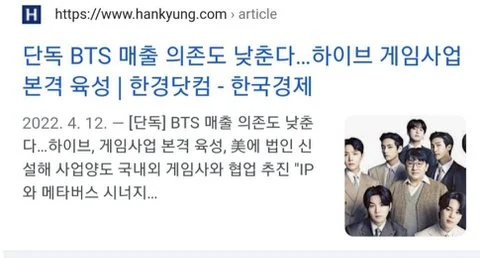 H https://www.hankyung.com › article
단독 BTS 매출 의존도 낮춘다...하이브 게임사업
본격 육성 | 한경닷컴 - 한국경제
2022. 4. 12. — [단독] BTS 매출 의존도 낮춘
다...하이브, 게임사업 본격 육성, 美에 법인 신
설해 사업양도 국내외 게임사와 협업 추진 "IP
와 메타버스 시너지...